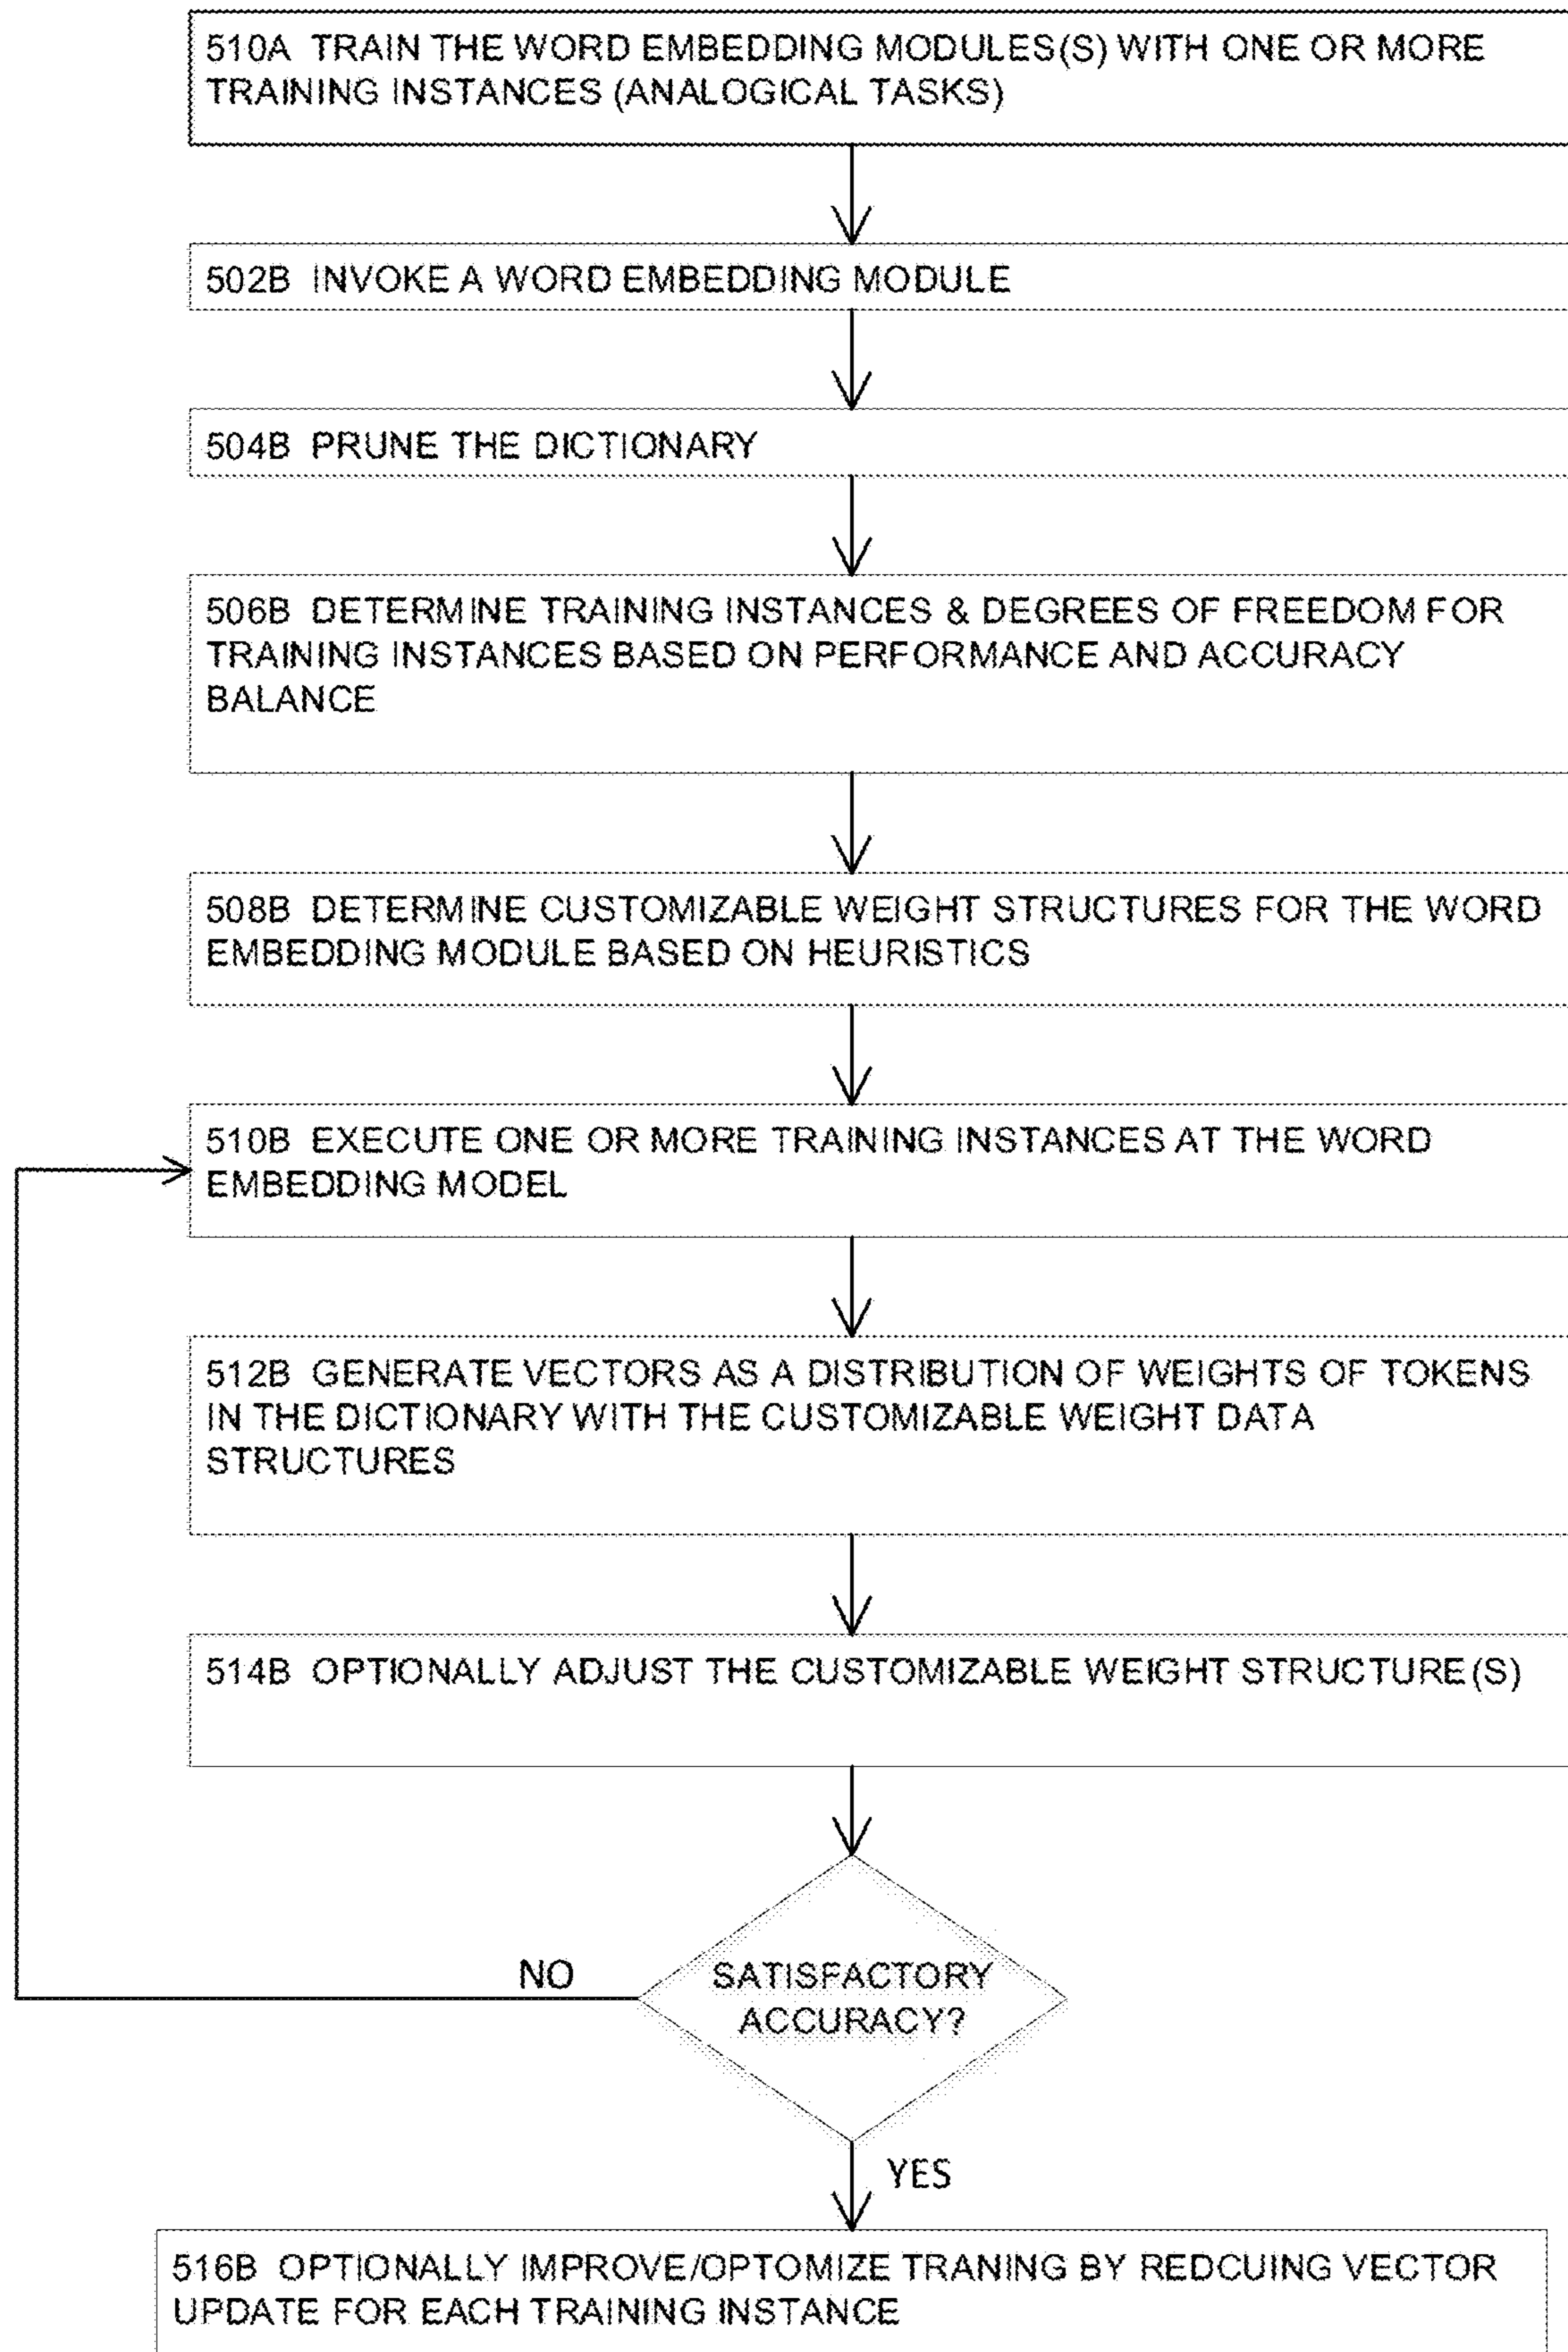 510A TRAIN THE WORD EMBEDDING MODULES(S) WITH ONE OR MORE
TRAINING INSTANCES (ANALOGICAL TASKS)
502B INVOKE A WORD EMBEDDING MODULE
504B PRUNE THE DICTIONARY
506B DETERMINE TRAINING INSTANCES & DEGREES OF FREEDOM FOR
TRAINING INSTANCES BASED ON PERFORMANCE AND ACCURACY
BALANCE
508B DETERMINE CUSTOMIZABLE WEIGHT STRUCTURES FOR THE WORD
EMBEDDING MODULE BASED ON HEURISTICS
510B EXECUTE ONE OR MORE TRAINING INSTANCES AT THE WORD
EMBEDDING MODEL
512B GENERATE VECTORS AS A DISTRIBUTION OF WEIGHTS OF TOKENS
IN THE DICTIONARY WITH THE CUSTOMIZABLE WEIGHT DATA
STRUCTURES
514B OPTIONALLY ADJUST THE CUSTOMIZABLE WEIGHT STRUCTURE(S)
NO
SATISFACTORY
ACCURACY?
YES
516B OPTIONALLY IMPROVE/OPTOMIZE TRANING BY REDCUING VECTOR
UPDATE FOR EACH TRAINING INSTANCE